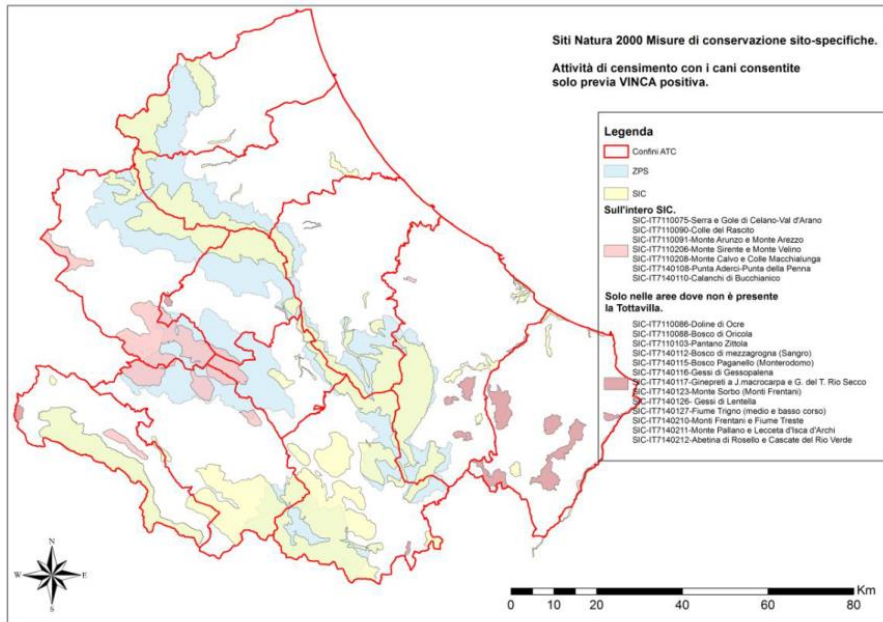 Siti Natura 2000 Misure di conservazione sito-specifiche.
Attività di censimento con i cani consentite
solo previa VINCA positiva.
Legenda
Confini ATC
ZPS
SIC
Sull'intero SIC.
SIC-IT7110075-Serra e Gole di Celano-Val d'Arano
SIC-IT7110090-Colle del Rascito
SIC-IT7110091-Monte Arunzo e Monte Arezzo
SIC-IT7110206-Monte Sirente e Monte Velino
SIC-IT7110208-Monte Calvo e Colle Macchialunga
SIC-IT7140108-Punta Aderci-Punta della Penna
SIC-IT7140110-Calanchi di Bucchianico
Solo nelle aree dove non è presente
la Tottavilla.
SIC-IT7110086-Doline di Ocre
SIC-IT7110088-Bosco di Oricola
SIC-IT7110103-Pantano Zittola
SIC-IT7140112-Bosco di mezzagrogna (Sangro)
SIC-IT7140115-Bosco Paganello (Monterodomo)
SIC-IT7140116-Gessi di Gessopalena
SIC-IT7140117-Ginepreti a J.macrocarpa e G. del T. Rio Secco
SIC-IT7140123-Monte Sorbo (Monti Frentani)
SIC-IT7140126- Gessi di Lentella
SIC-IT7140127-Fiume Trigno (medio e basso corso)
SIC-IT7140210-Monti Frentani e Fiume Treste
SIC-IT7140211-Monte Pallano e Lecceta d'Isca d'Archi
SIC-IT7140212-Abetina di Rosello e Cascate del Rio Verde
N
W E
S
Km
0 5 10 20 40 60 80